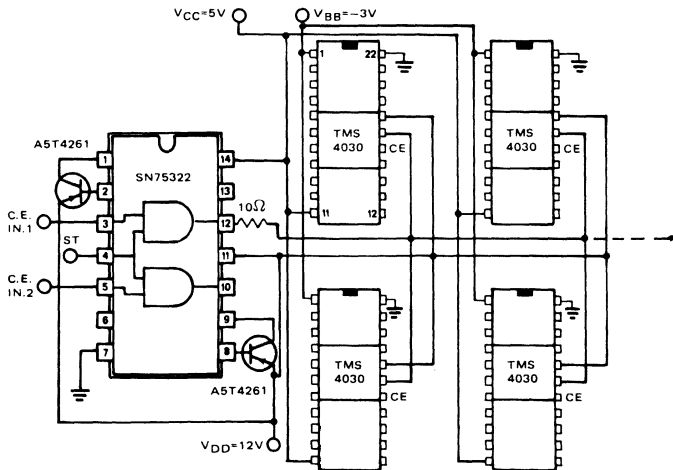 VCC=5V
VBB=-3V
A5T4261
SN75322
1
2
3
4
5
6
7
14
13
12
11
10
9
8
C.E.
IN.1
ST
C.E.
IN.2
10Ω
A5T4261
VDD=12V
1
22
TMS
4030
CE
11
12
TMS
4030
CE
TMS
4030
CE
TMS
4030
CE